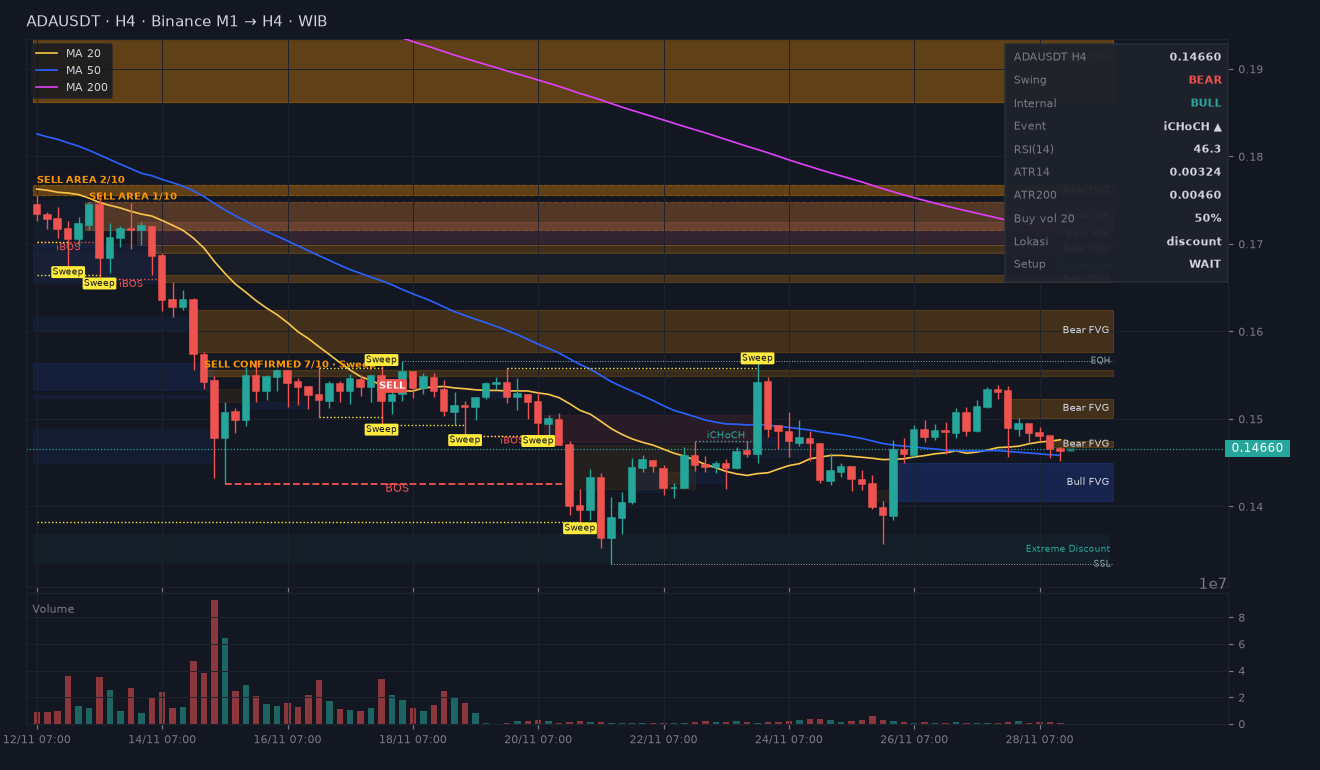 ADAUSDT · H4 · Binance M1 → H4 · WIB
MA 20
MA 50
MA 200
ADAUSDT H4 0.14660
Swing BEAR
Internal BULL
Event iCHoCH ▲
RSI(14) 46.3
ATR14 0.00324
ATR200 0.00460
Buy vol 20 50%
Lokasi discount
Setup WAIT
0.19
0.18
0.17
0.16
0.15
0.14
0.14660
SELL AREA 2/10
SELL AREA 1/10
iBOS
Sweep
Sweep
iBOS
Bear FVG
SELL CONFIRMED 7/10 · Sweep
Sweep
Sweep
EQH
SELL
Bear FVG
Sweep
Sweep
iBOS
Sweep
iCHoCH
Bear FVG
BOS
Bull FVG
Sweep
Extreme Discount
SSL
1e7
Volume
8
6
4
2
0
12/11 07:00
14/11 07:00
16/11 07:00
18/11 07:00
20/11 07:00
22/11 07:00
24/11 07:00
26/11 07:00
28/11 07:00